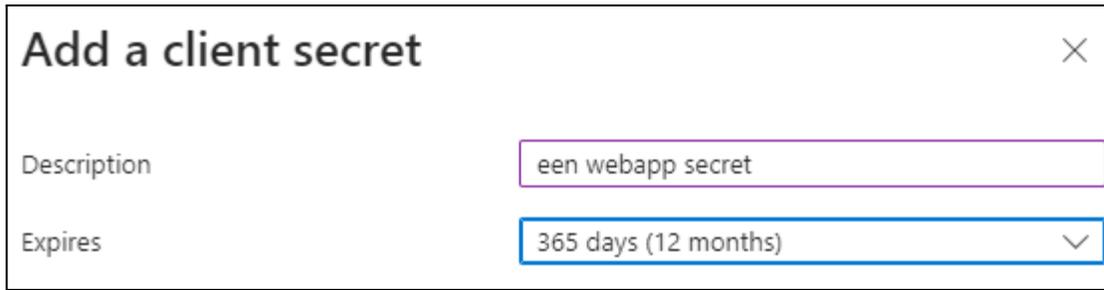 Add a client secret
Description
een webapp secret
Expires
365 days (12 months)